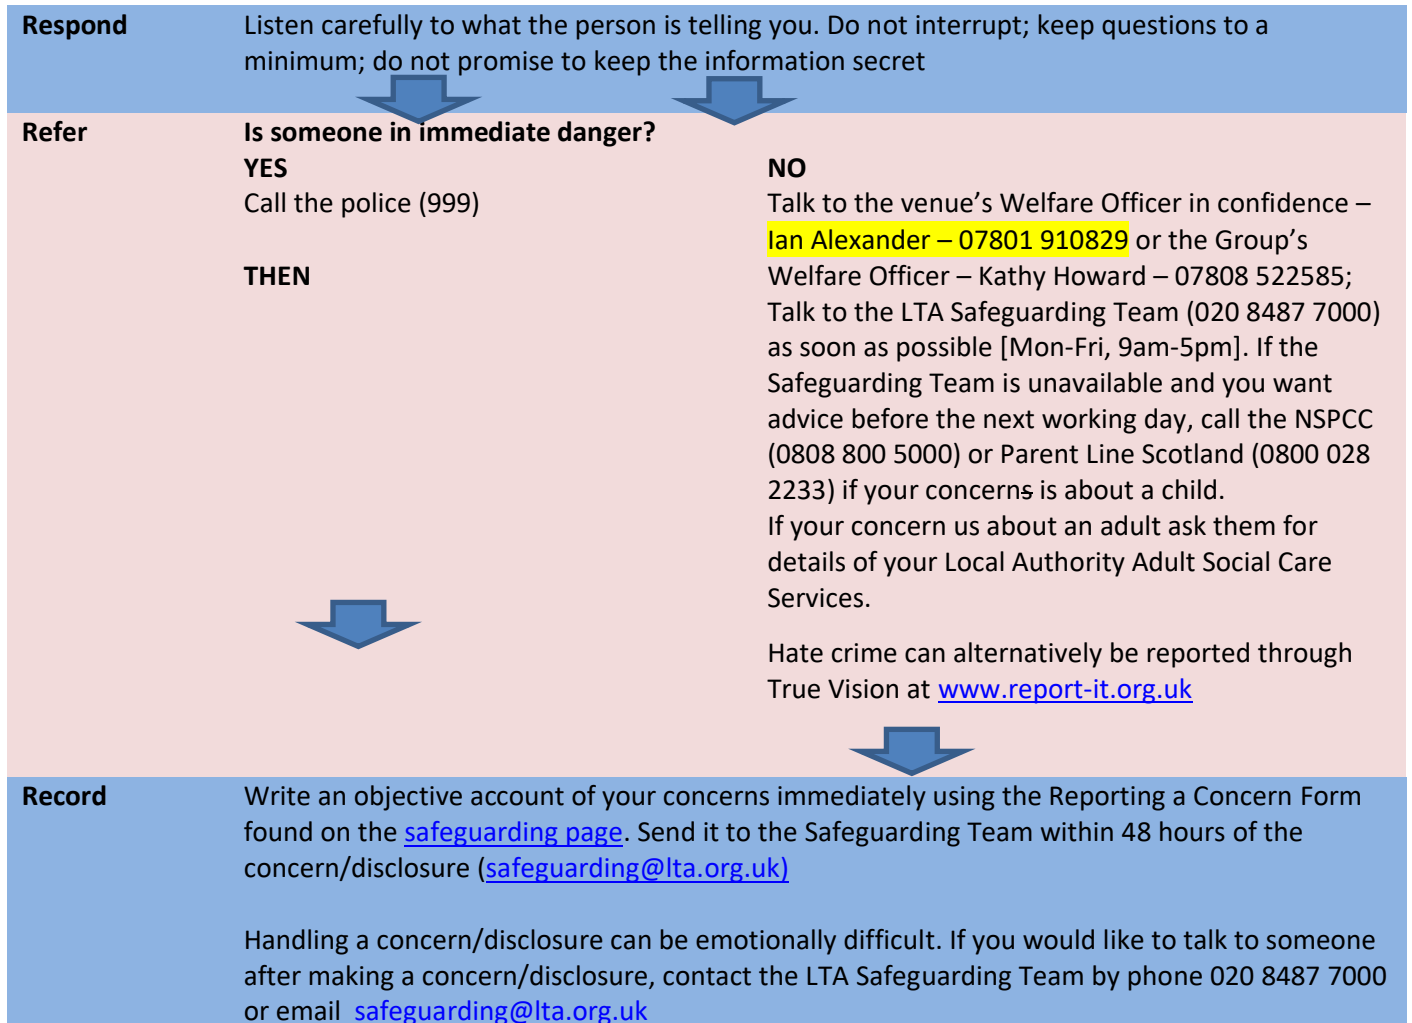 Respond
Listen carefully to what the person is telling you. Do not interrupt; keep questions to a
minimum; do not promise to keep the information secret
Refer
Is someone in immediate danger?
YES
Call the police (999)
THEN
NO
Talk to the venue’s Welfare Officer in confidence –
Ian Alexander – 07801 910829 or the Group’s
Welfare Officer – Kathy Howard – 07808 522585;
Talk to the LTA Safeguarding Team (020 8487 7000)
as soon as possible [Mon-Fri, 9am-5pm]. If the
Safeguarding Team is unavailable and you want
advice before the next working day, call the NSPCC
(0808 800 5000) or Parent Line Scotland (0800 028
2233) if your concerns is about a child.
If your concern us about an adult ask them for
details of your Local Authority Adult Social Care
Services.
Hate crime can alternatively be reported through
True Vision at www.report-it.org.uk
Record
Write an objective account of your concerns immediately using the Reporting a Concern Form
found on the safeguarding page. Send it to the Safeguarding Team within 48 hours of the
concern/disclosure (safeguarding@lta.org.uk)
Handling a concern/disclosure can be emotionally difficult. If you would like to talk to someone
after making a concern/disclosure, contact the LTA Safeguarding Team by phone 020 8487 7000
or email safeguarding@lta.org.uk